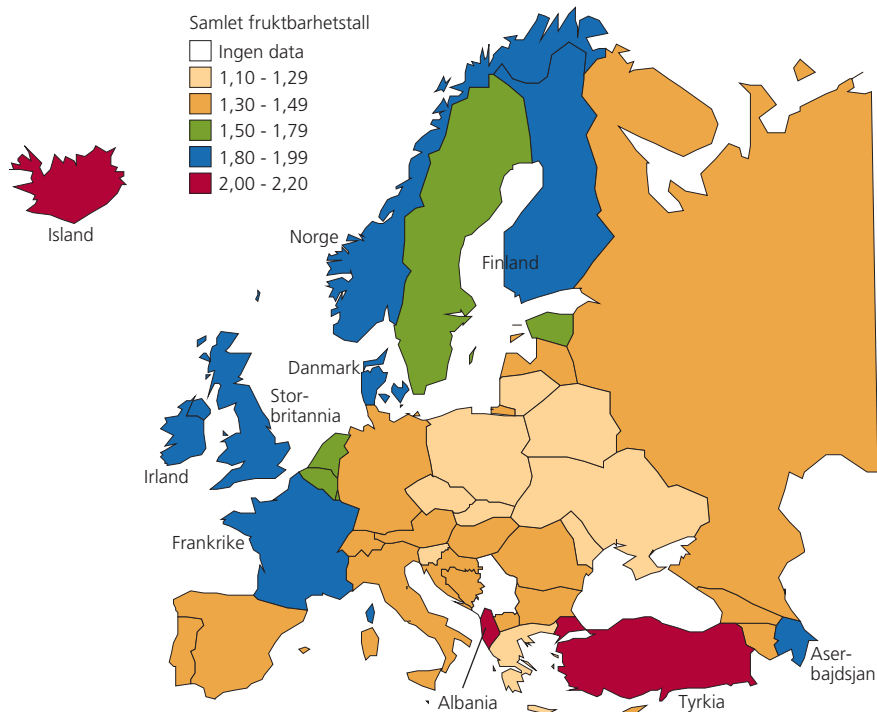 Samlet fruktbarhetstall
Ingen data
1,10 - 1,29
1,30 - 1,49
1,50 - 1,79
1,80 - 1,99
2,00 - 2,20
Island
Norge
Finland
Danmark
Stor-
britannia
Irland
Frankrike
Albania
Tyrkia
Aser-
bajdsjan